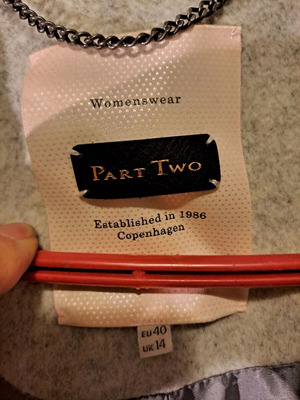 Womenswear
PART TWO
Established in 1986
Copenhagen
EU 40
UK 14